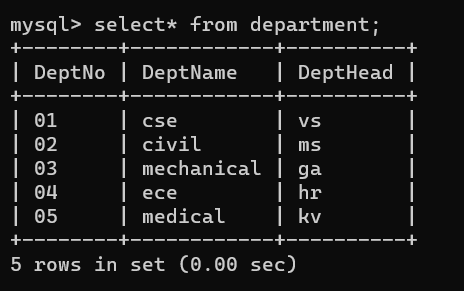 mysql> select* from department;
+--------+------------+----------+
| DeptNo | DeptName   | DeptHead |
+--------+------------+----------+
| 01     | cse        | vs       |
| 02     | civil      | ms       |
| 03     | mechanical | ga       |
| 04     | ece        | hr       |
| 05     | medical    | kv       |
+--------+------------+----------+
5 rows in set (0.00 sec)